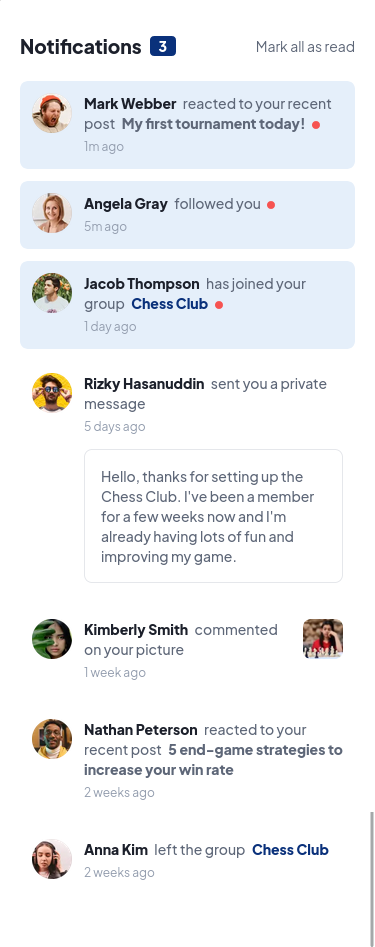 Notifications 3 Mark all as read
Mark Webber reacted to your recent
post My first tournament today!
1m ago
Angela Gray followed you
5m ago
Jacob Thompson has joined your
group Chess Club
1 day ago
Rizky Hasanuddin sent you a private
message
5 days ago
Hello, thanks for setting up the
Chess Club. I've been a member
for a few weeks now and I'm
already having lots of fun and
improving my game.
Kimberly Smith commented
on your picture
1 week ago
Nathan Peterson reacted to your
recent post 5 end-game strategies to
increase your win rate
2 weeks ago
Anna Kim left the group Chess Club
2 weeks ago